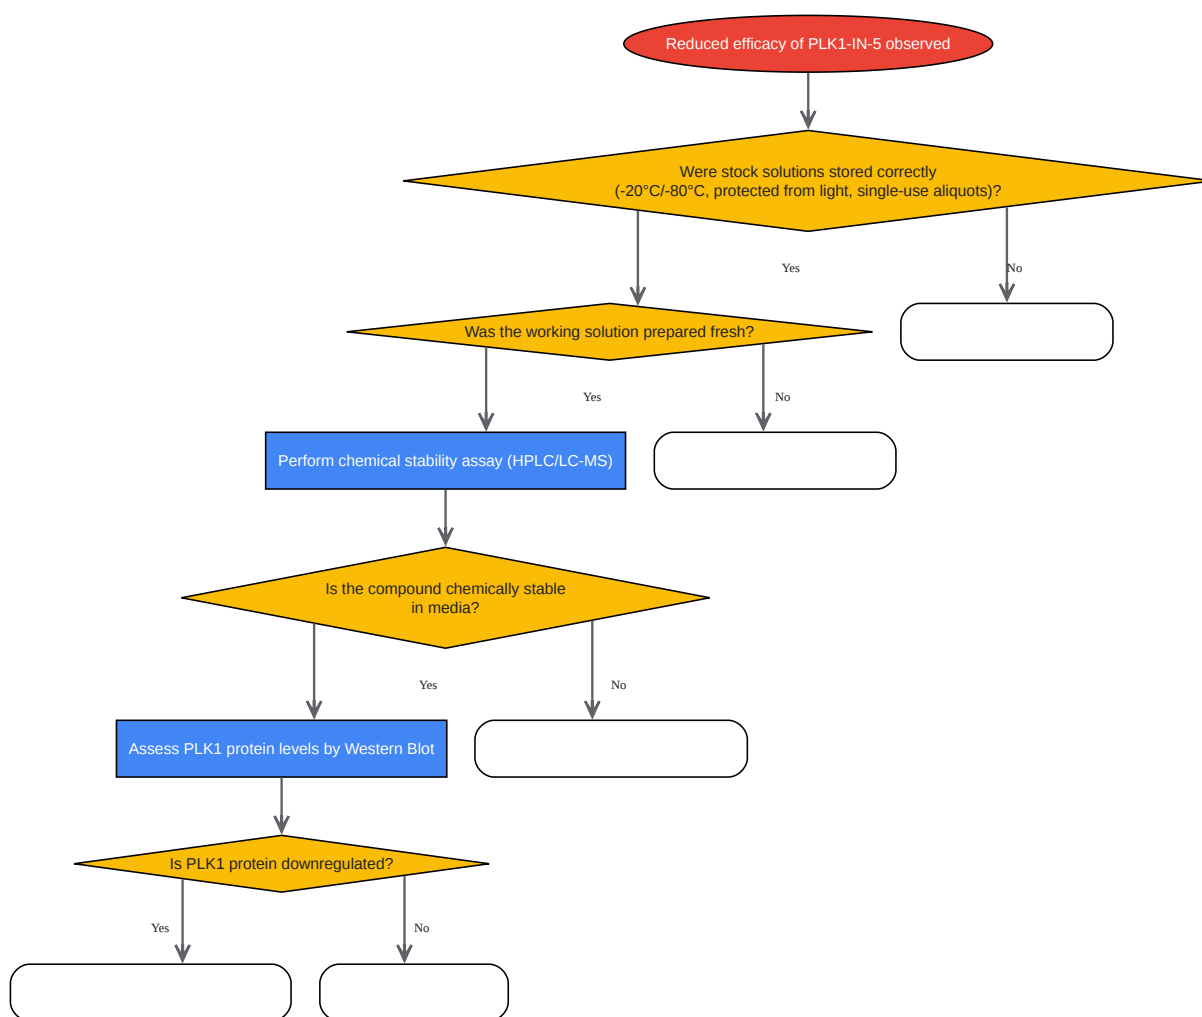 Reduced efficacy of PLK1-IN-5 observed
Were stock solutions stored correctly
(-20°C/-80°C, protected from light, single-use aliquots)?
Yes
No
Was the working solution prepared fresh?
Yes
No
Perform chemical stability assay (HPLC/LC-MS)
Is the compound chemically stable
in media?
Yes
No
Assess PLK1 protein levels by Western Blot
Is PLK1 protein downregulated?
Yes
No